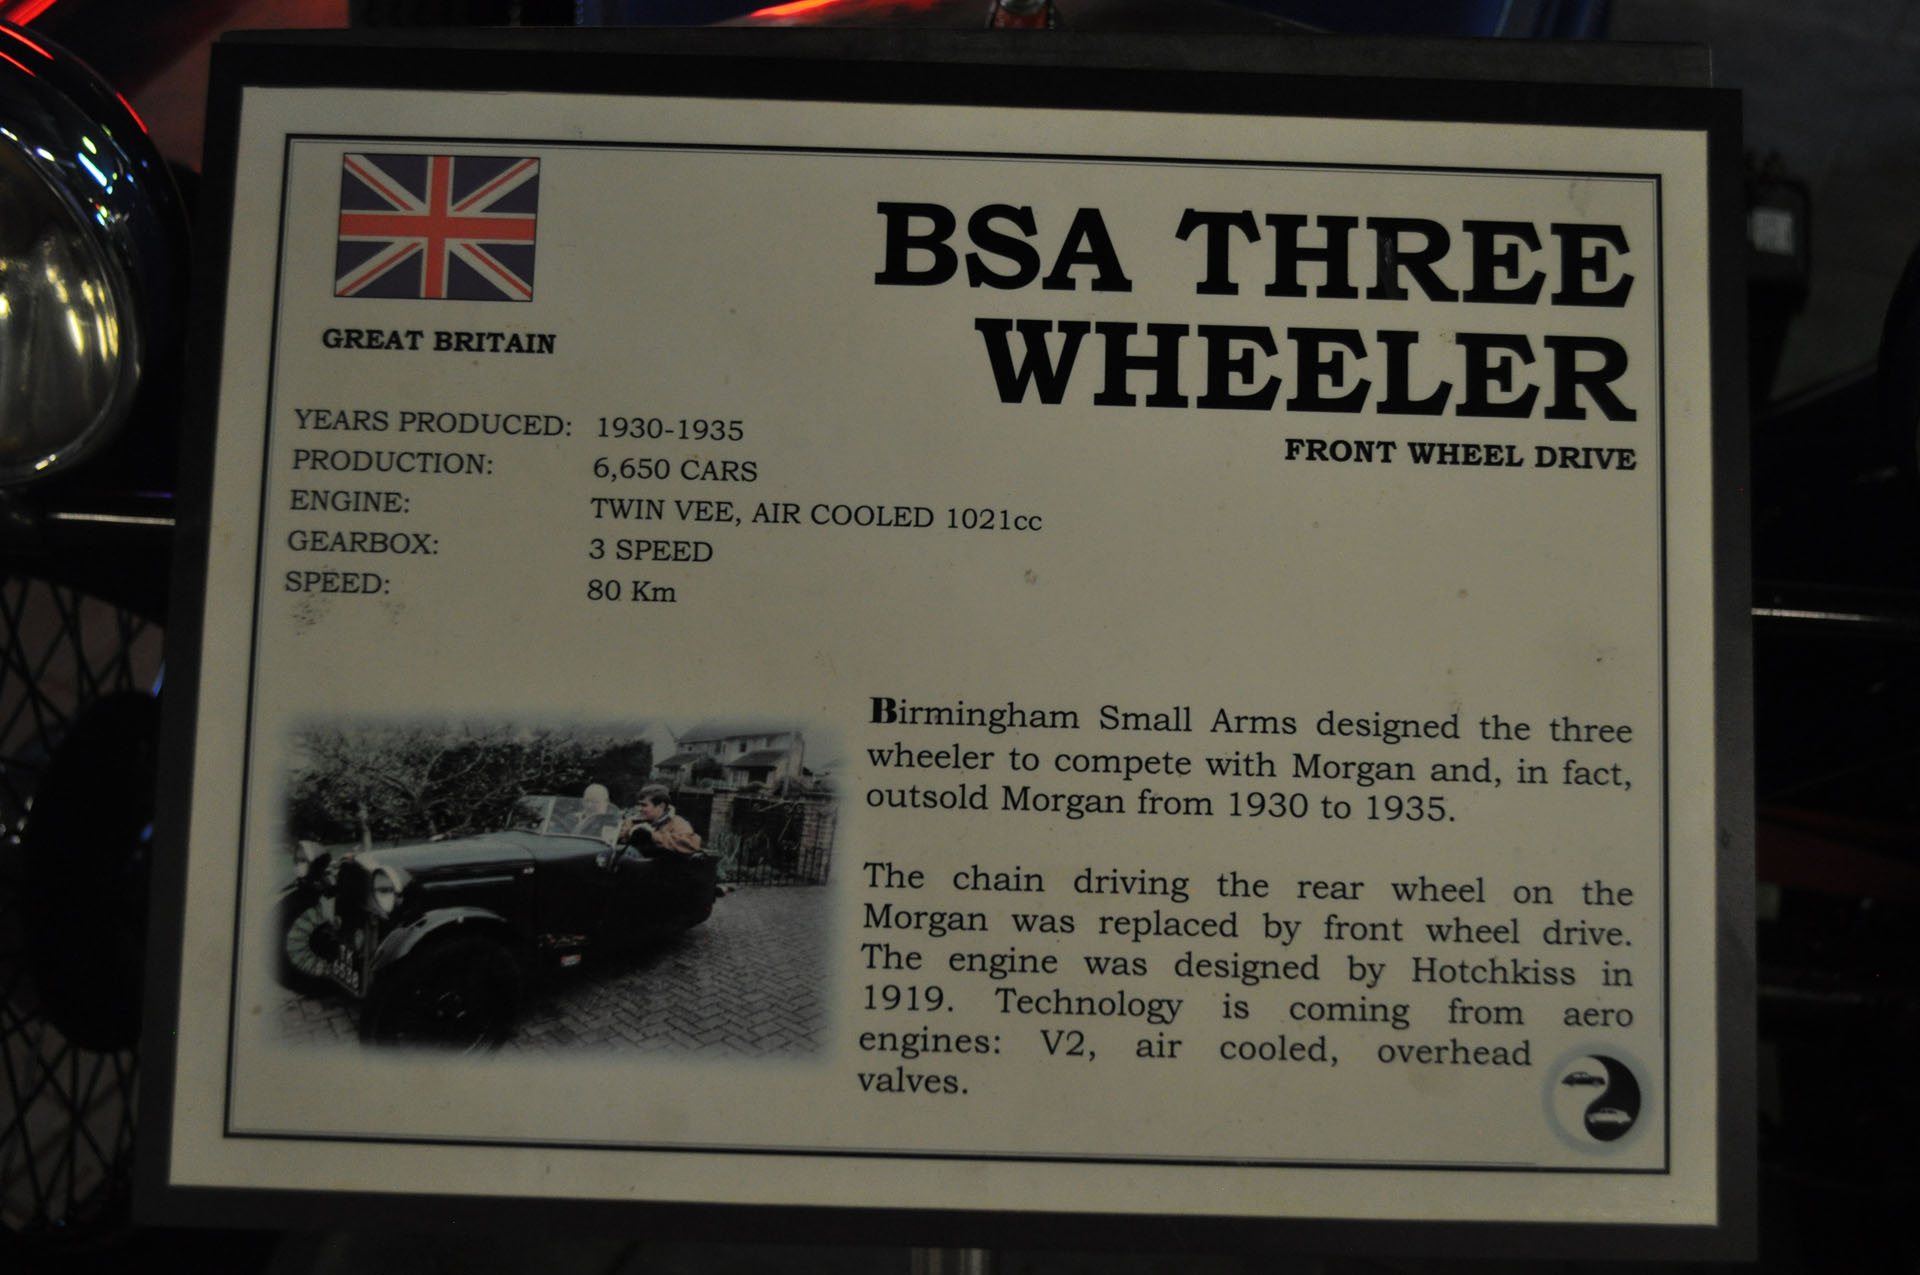 BSA THREE
WHEELER
FRONT WHEEL DRIVE
GREAT BRITAIN
YEARS PRODUCED: 1930-1935
PRODUCTION: 6,650 CARS
ENGINE: TWIN VEE, AIR COOLED 1021cc
GEARBOX: 3 SPEED
SPEED: 80 Km
Birmingham Small Arms designed the three
wheeler to compete with Morgan and, in fact,
outsold Morgan from 1930 to 1935.
The chain driving the rear wheel on the
Morgan was replaced by front wheel drive.
The engine was designed by Hotchkiss in
1919. Technology is coming from aero
engines: V2, air cooled, overhead
valves.